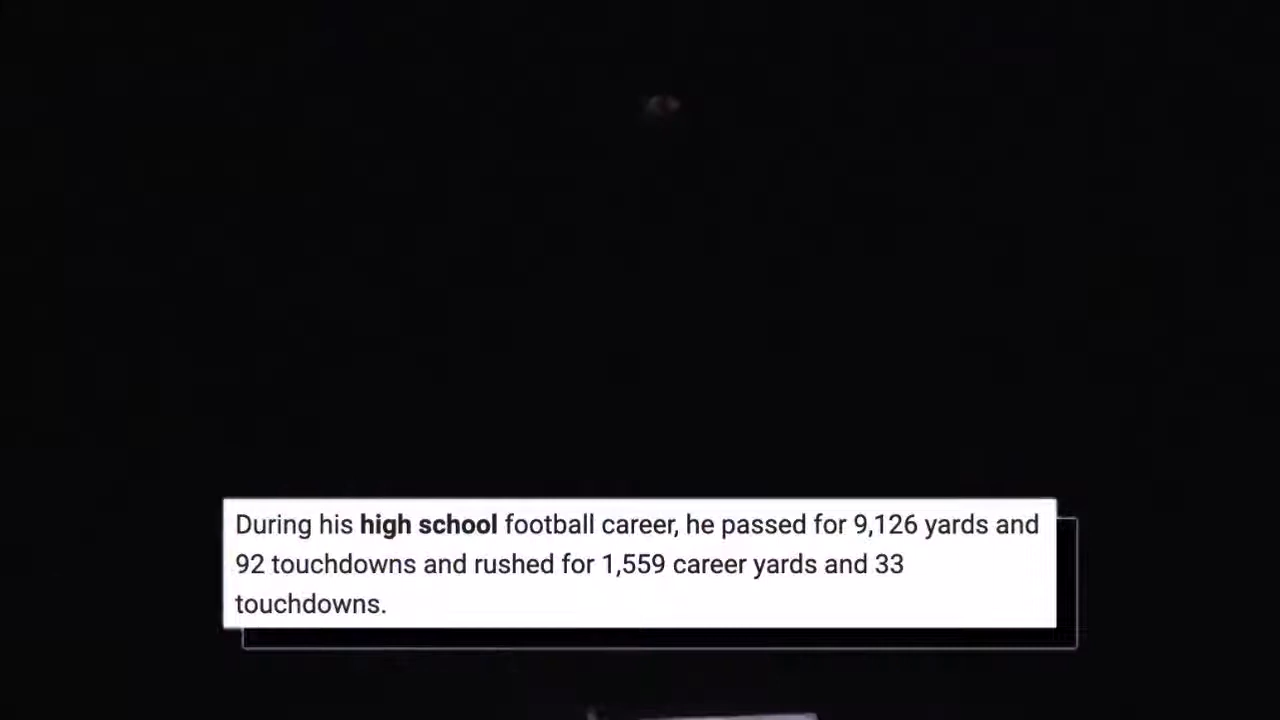 During his high school football career, he passed for 9,126 yards and
92 touchdowns and rushed for 1,559 career yards and 33
touchdowns.